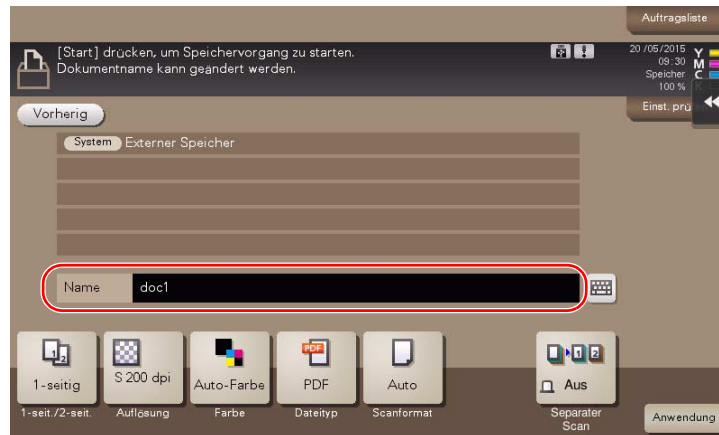 Auftragsliste
[Start] drücken, um Speichervorgang zu starten.
Dokumentname kann geändert werden.
20/05/2015
09:30
Speicher
100 %
Y
M
C
K
Vorherig
Einst. prü
System Externer Speicher
Name doc1
1-seitig
S 200 dpi
Auto-Farbe
PDF
PDF
Auto
Aus
1-seit./2-seit.
Auflösung
Farbe
Dateityp
Scanformat
Separater
Scan
Anwendung